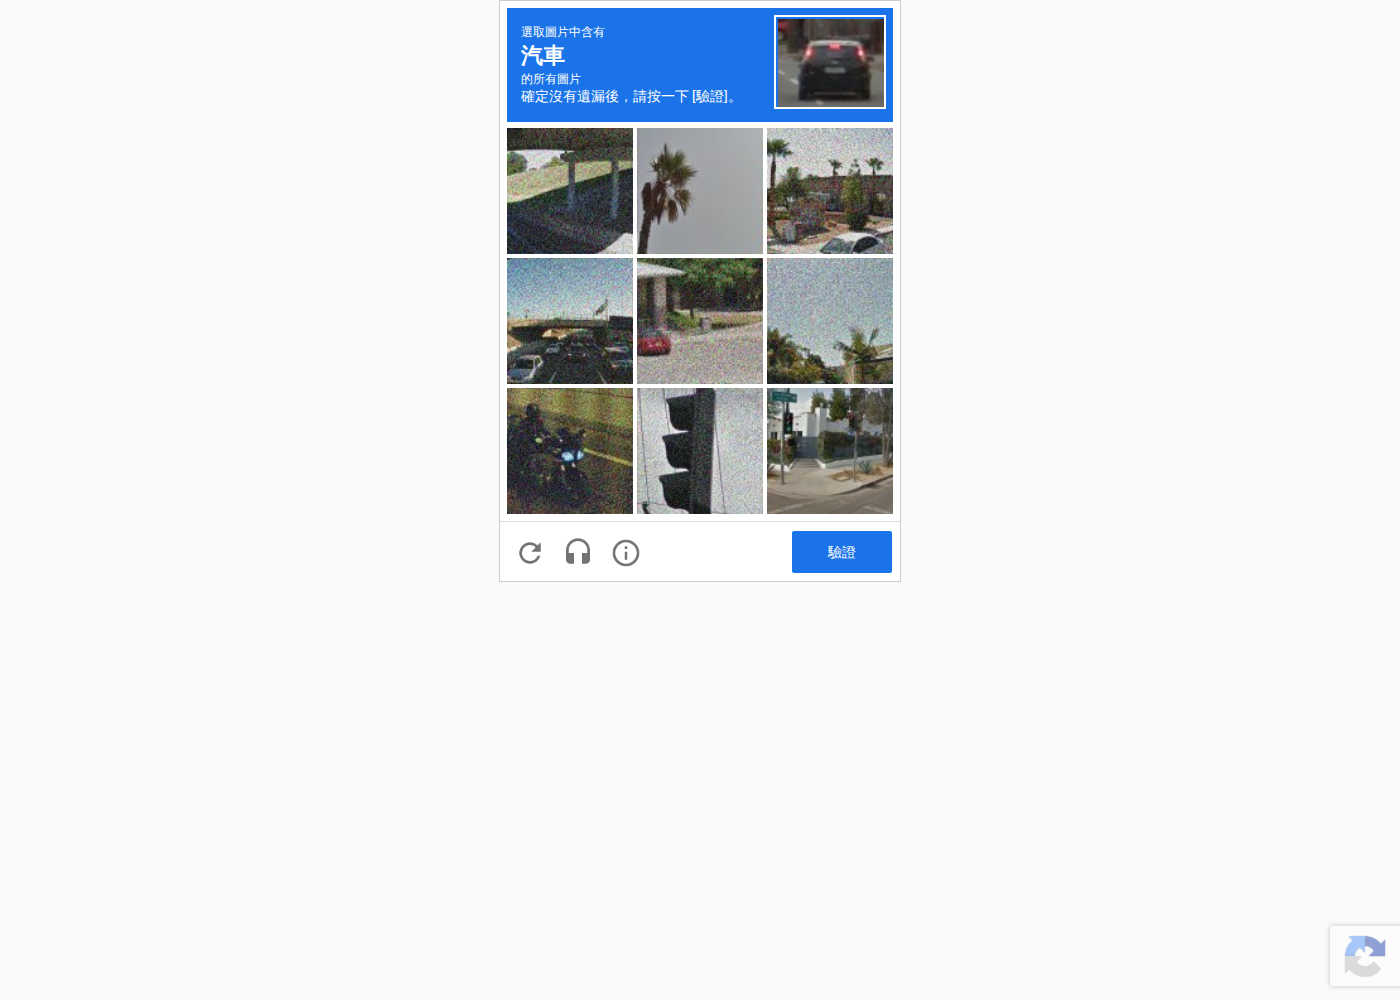 選取圖片中含有
汽車
的所有圖片
確定沒有遺漏後，請按一下 [驗證]。
驗證